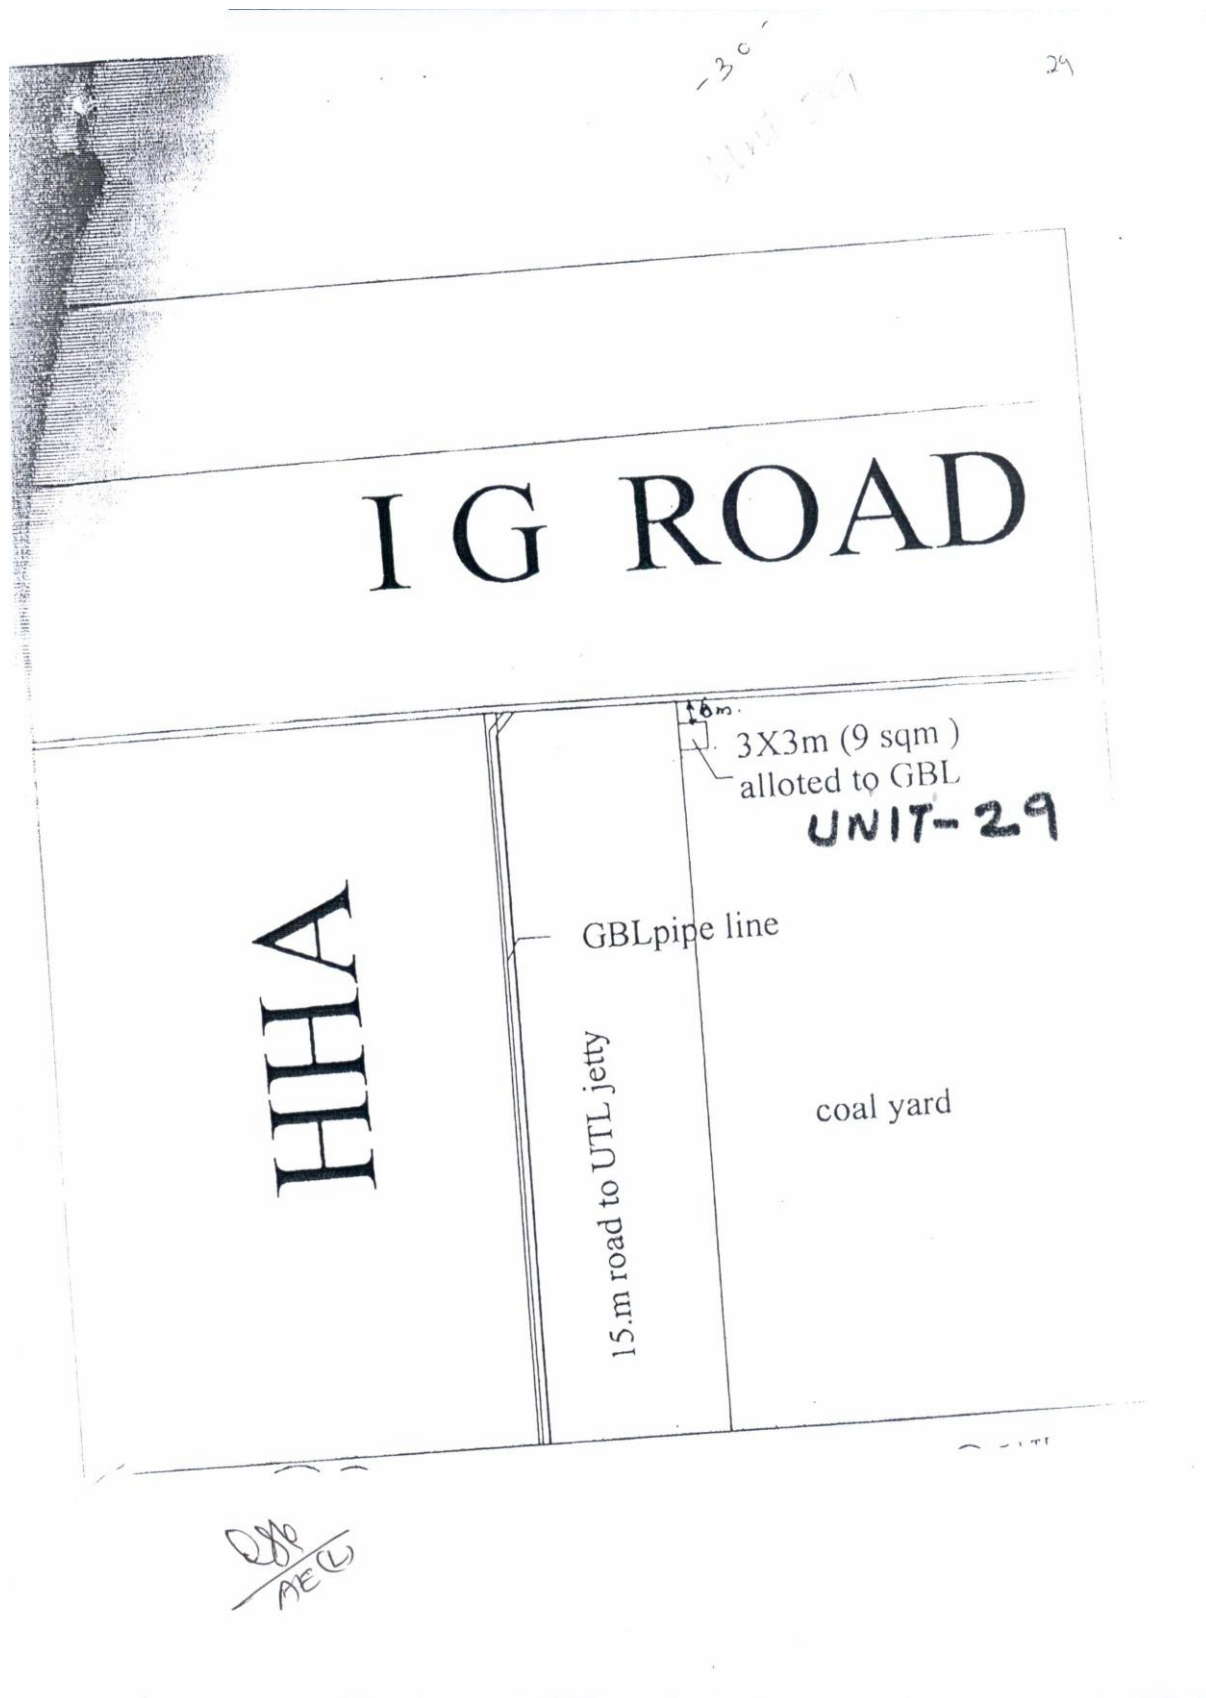 29
I G ROAD
6m.
3X3m (9 sqm )
alloted to GBL
UNIT-29
GBLpipe line
HHA
15.m road to UTL jetty
coal yard
AE(L)